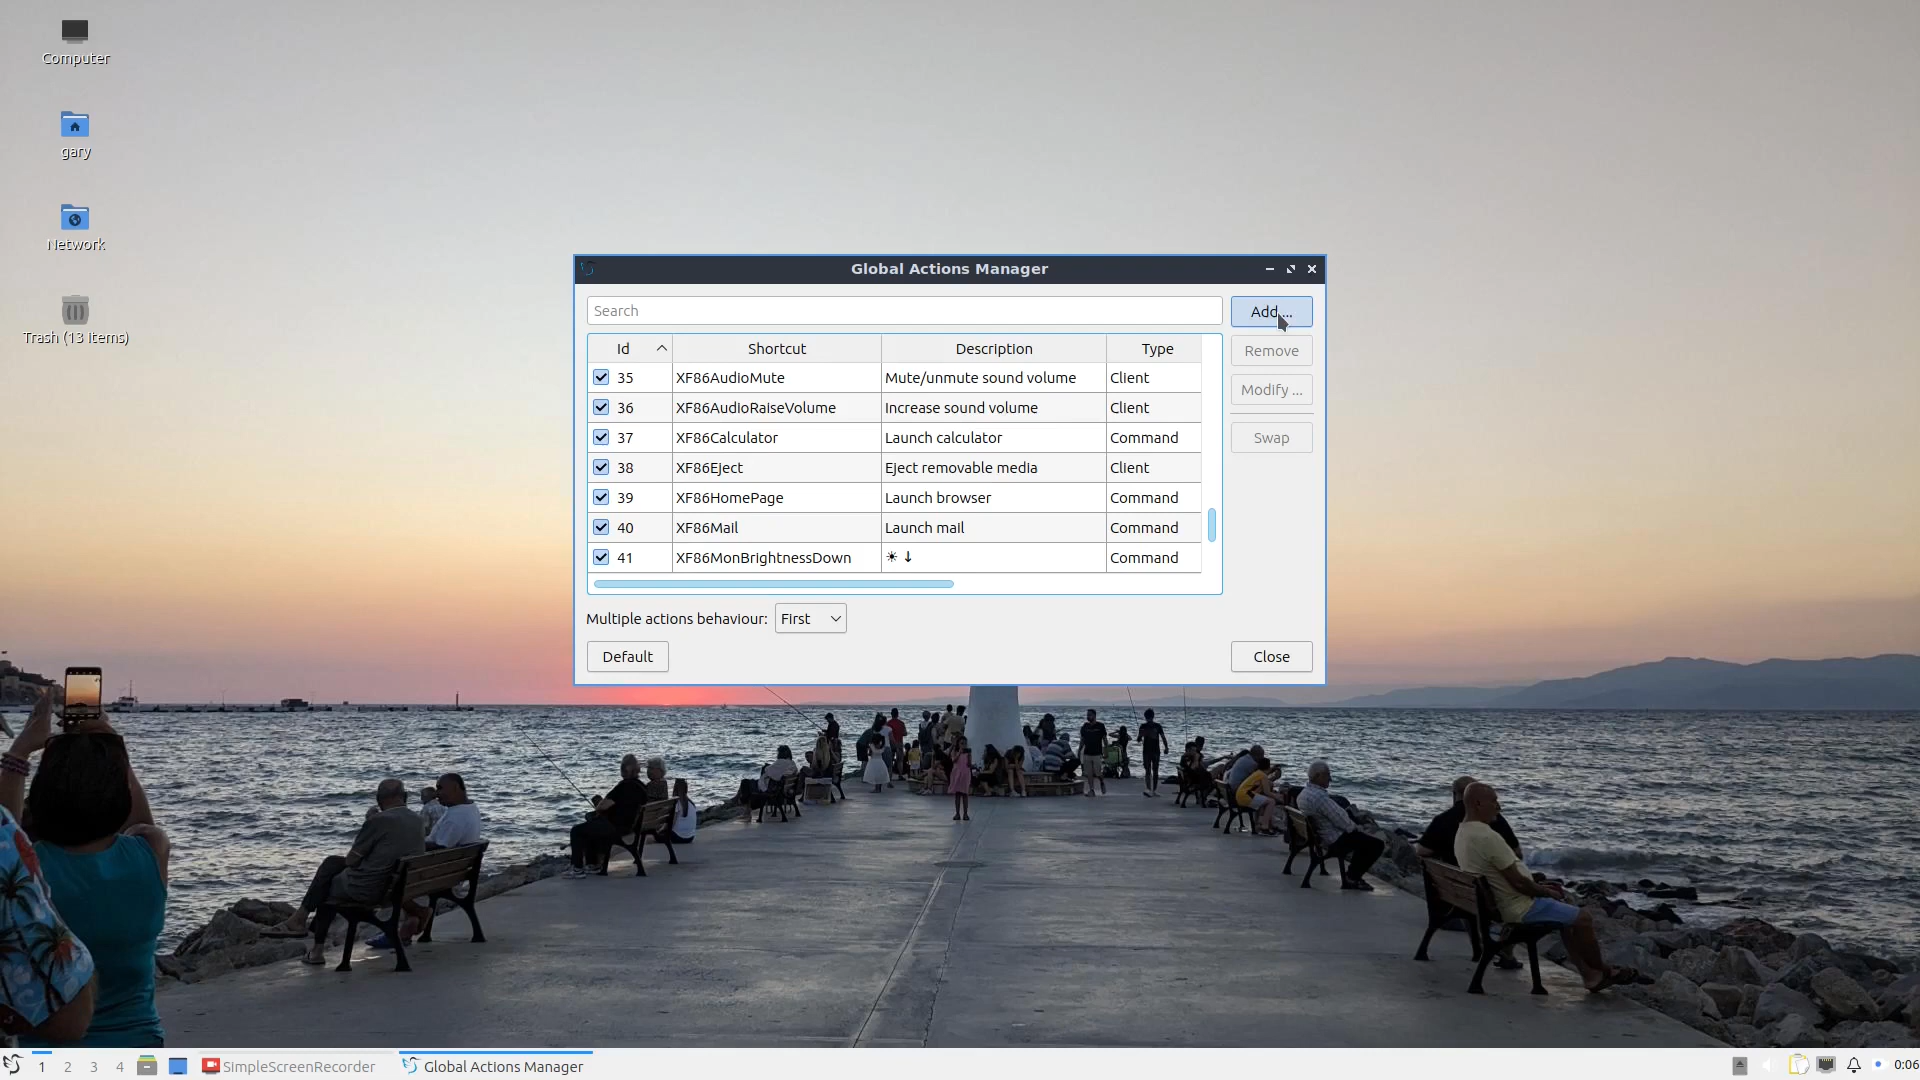 Computer
gary
Network
Trash (13 items)
Global Actions Manager
Search
Add ...
Id Shortcut Description Type
Remove
35 XF86AudioMute Mute/unmute sound volume Client
Modify ...
36 XF86AudioRaiseVolume Increase sound volume Client
37 XF86Calculator Launch calculator Command
Swap
38 XF86Eject Eject removable media Client
39 XF86HomePage Launch browser Command
40 XF86Mail Launch mail Command
41 XF86MonBrightnessDown ☀ ↓ Command
Multiple actions behaviour: First
Default Close
1 2 3 4 SimpleScreenRecorder Global Actions Manager 0:06